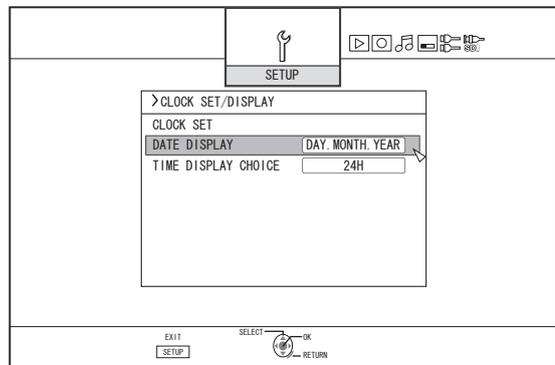 SETUP
SD
>CLOCK SET/DISPLAY
CLOCK SET
DATE DISPLAY DAY.MONTH.YEAR
TIME DISPLAY CHOICE 24H
EXIT
SETUP
SELECT
OK
RETURN